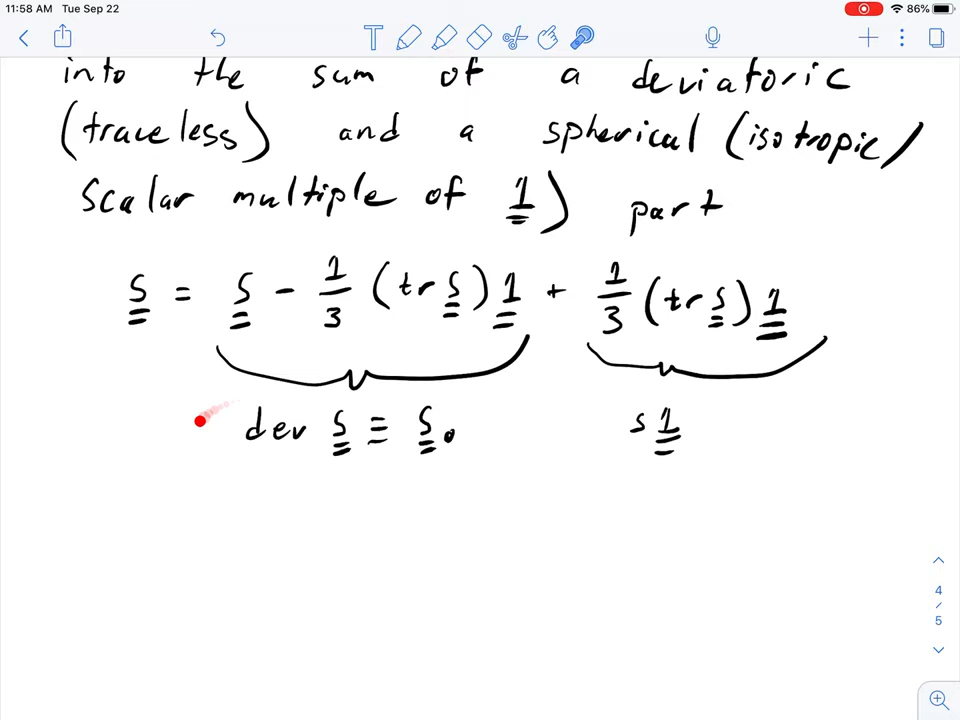 11:58 AM Tue Sep 22 86%
T
into the sum of a deviatoric
(traceless) and a spherical (isotropic/
scalar multiple of 1) part
S = S - 1/3 (tr S) 1 + 1/3 (tr S) 1
dev S ≡ S₀ s1
4
/
5